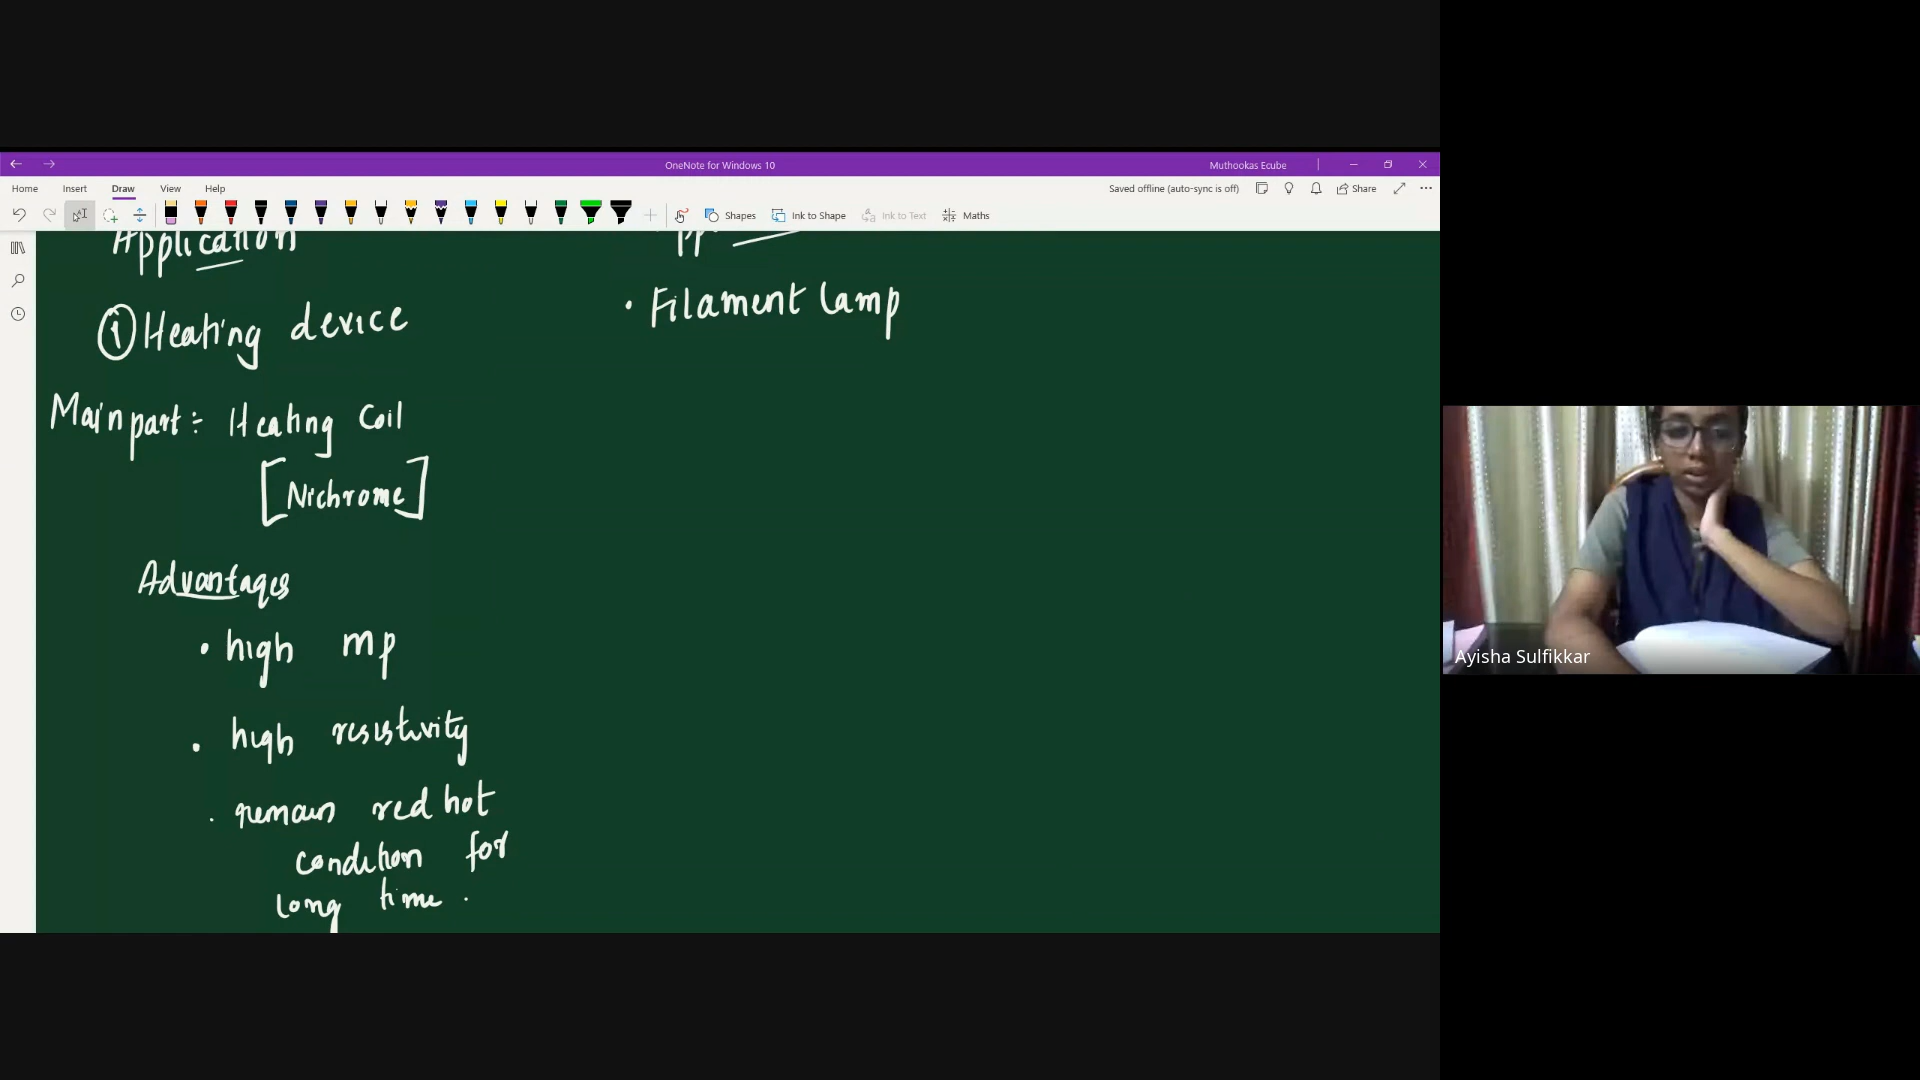 OneNote for Windows 10
Muthookas Ecube
Home Insert Draw View Help
Saved offline (auto-sync is off)
Share
Shapes
Ink to Shape
Ink to Text
Maths
Application
① Heating device
Main part :- Heating Coil
[Nichrome]
Advantages
• high mp
• high resistivity
• remain red hot
condition for
long time .
• Filament lamp
Ayisha Sulfikkar